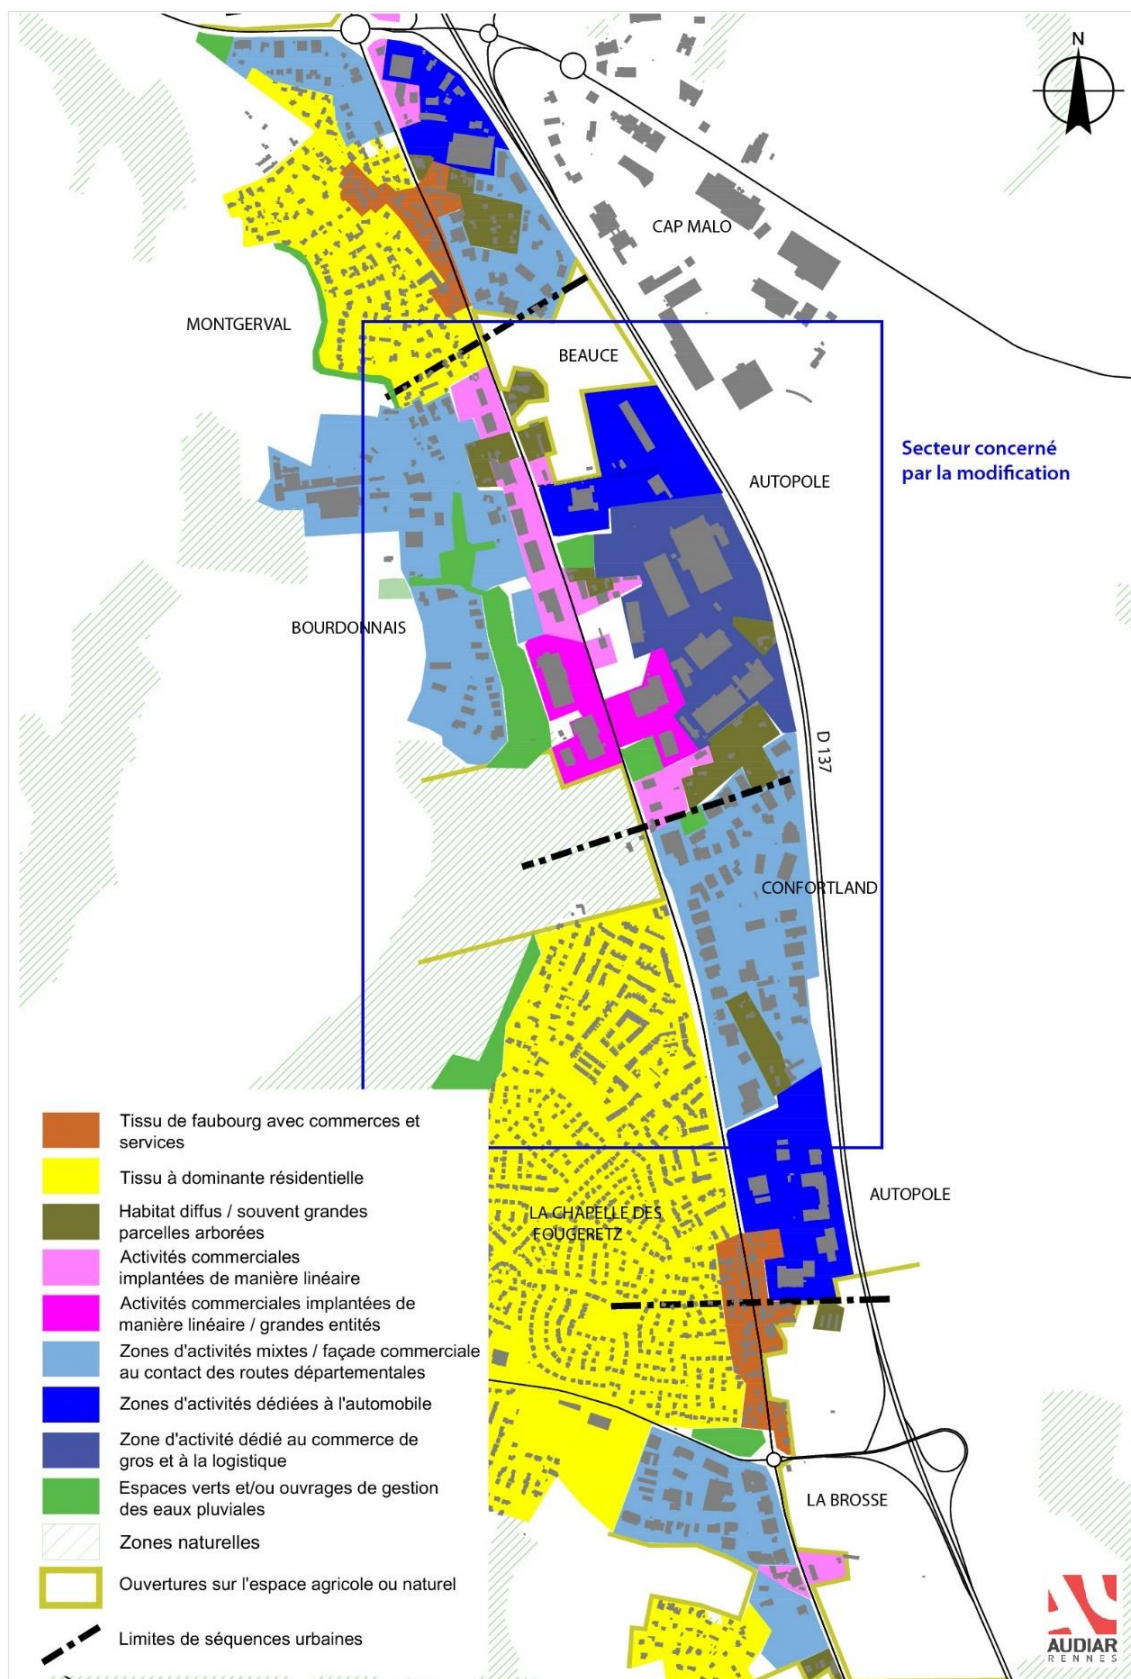 N
CAP MALO
MONTGERVAL
BEAUCE
Secteur concerné
par la modification
AUTOPOLE
BOURDONNAIS
D 137
CONFORTLAND
Tissu de faubourg avec commerces et
services
Tissu à dominante résidentielle
Habitat diffus / souvent grandes
parcelles arborées
Activités commerciales
implantées de manière linéaire
Activités commerciales implantées de
manière linéaire / grandes entités
Zones d'activités mixtes / façade commerciale
au contact des routes départementales
Zones d'activités dédiées à l'automobile
Zone d'activité dédié au commerce de
gros et à la logistique
Espaces verts et/ou ouvrages de gestion
des eaux pluviales
Zones naturelles
Ouvertures sur l'espace agricole ou naturel
Limites de séquences urbaines
AUTOPOLE
LA CHAPELLE DES
FOUGERETZ
LA BROSSE
AUDIAR
RENNES